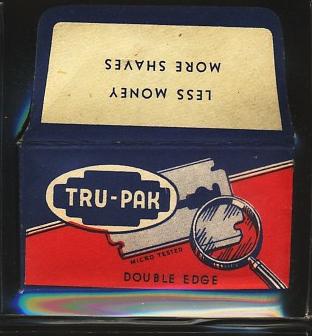 LESS MONEY
MORE SHAVES
TRU-PAK
MICRO TESTED
DOUBLE EDGE